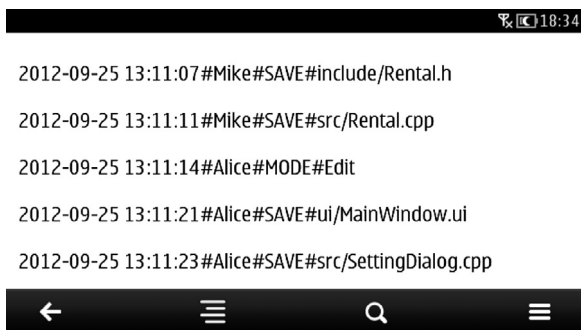 18:34
2012-09-25 13:11:07#Mike#SAVE#include/Rental.h
2012-09-25 13:11:11#Mike#SAVE#src/Rental.cpp
2012-09-25 13:11:14#Alice#MODE#Edit
2012-09-25 13:11:21#Alice#SAVE#ui/MainWindow.ui
2012-09-25 13:11:23#Alice#SAVE#src/SettingDialog.cpp